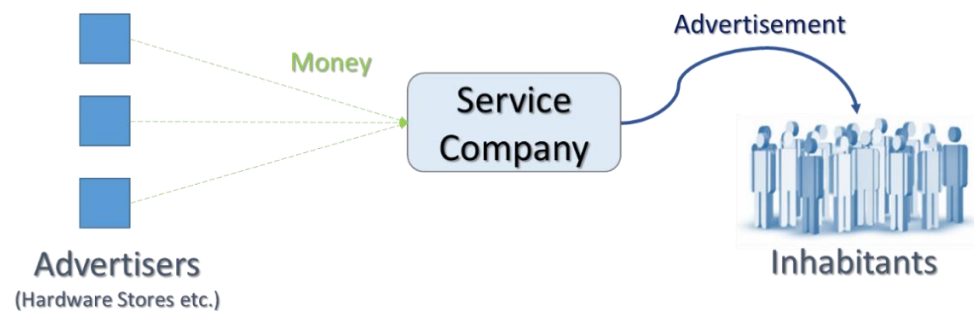 Advertisement
Money
Service
Company
Advertisers
(Hardware Stores etc.)
Inhabitants